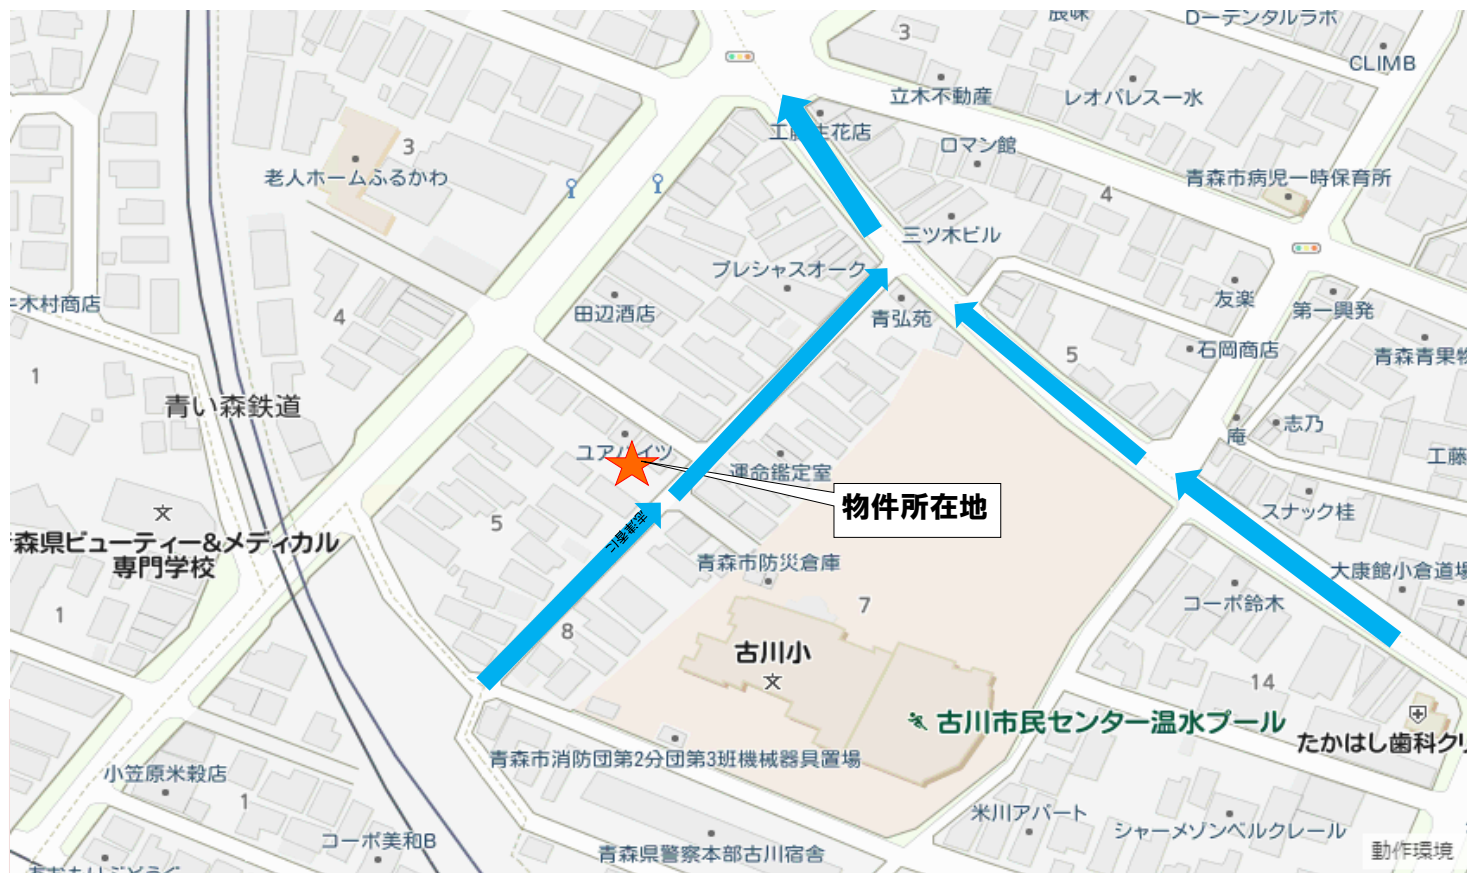 辰味
Dーデンタルラボ
3
CLIMB
立木不動産
レオパレス一水
3
ロマン館
老人ホームふるかわ
青森市病児一時保育所
4
三ツ木ビル
プレシャスオーク
木村商店
田辺酒店
青弘苑
友楽
第一興発
4
5
石岡商店
青森青果物
1
青い森鉄道
庵
志乃
運命鑑定室
工藤
物件所在地
スナック桂
5
森県ビューティー&メディカル
専門学校
青森市防災倉庫
大康館小倉道場
7
コーポ鈴木
1
8
古川小
14
古川市民センター温水プール
たかはし歯科クリ
青森市消防団第2分団第3班機械器具置場
小笠原米穀店
1
米川アパート
シャーメゾンベルクレール
コーポ美和B
青森県警察本部古川宿舎
動作環境